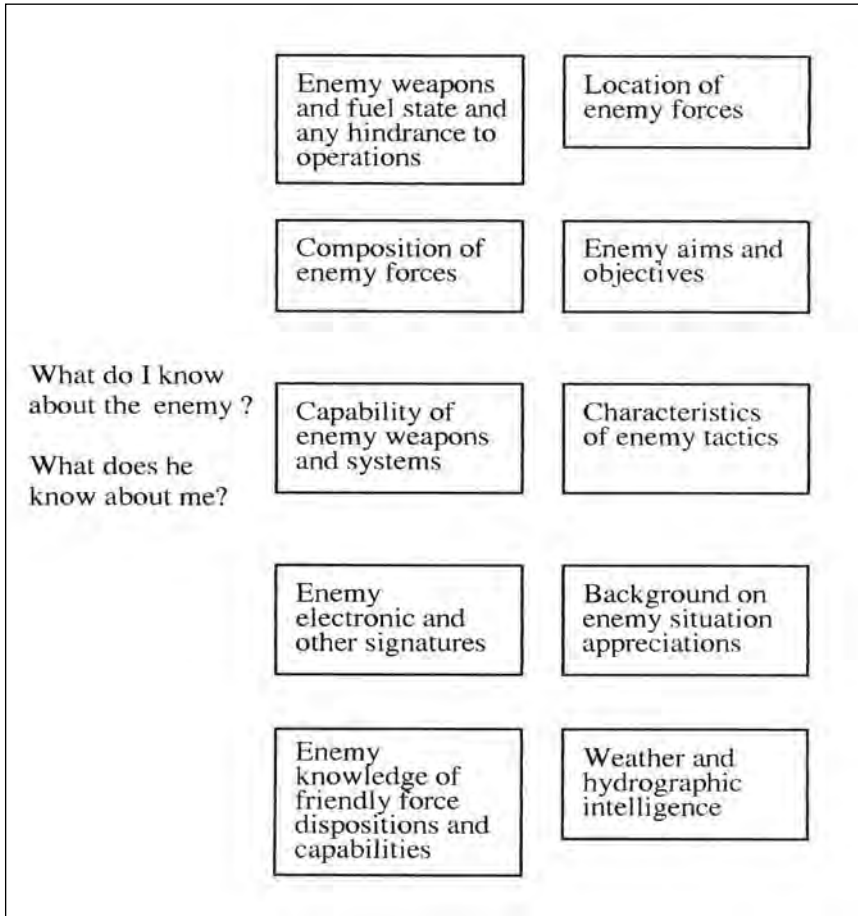 Enemy weapons
and fuel state and
any hindrance to
operations
Location of
enemy forces
Composition of
enemy forces
Enemy aims and
objectives
What do I know
about the enemy ?
What does he
know about me?
Capability of
enemy weapons
and systems
Characteristics
of enemy tactics
Enemy
electronic and
other signatures
Background on
enemy situation
appreciations
Enemy
knowledge of
friendly force
dispositions and
capabilities
Weather and
hydrographic
intelligence